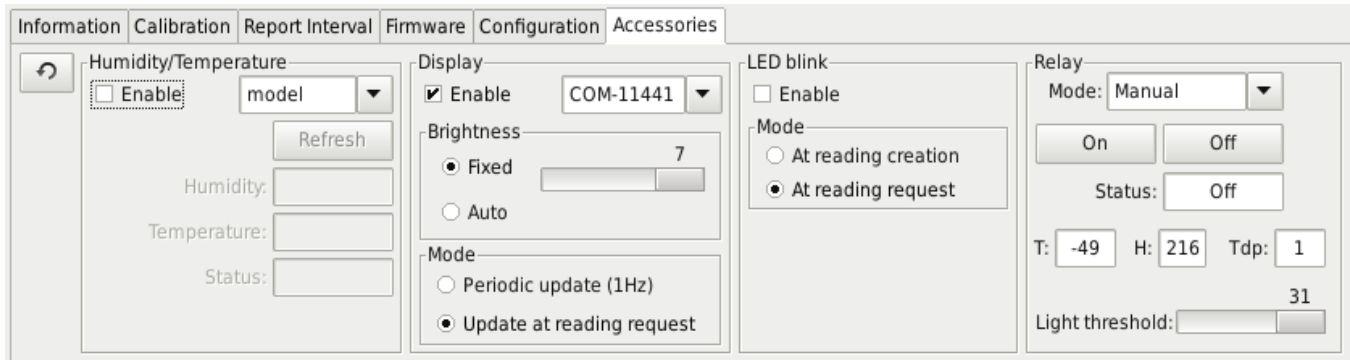 Information Calibration Report Interval Firmware Configuration Accessories
Humidity/Temperature
Enable model
Refresh
Humidity:
Temperature:
Status:
Display
Enable COM-11441
Brightness
Fixed 7
Auto
Mode
Periodic update (1Hz)
Update at reading request
LED blink
Enable
Mode
At reading creation
At reading request
Relay
Mode: Manual
On Off
Status: Off
T: -49 H: 216 Tdp: 1
31
Light threshold: